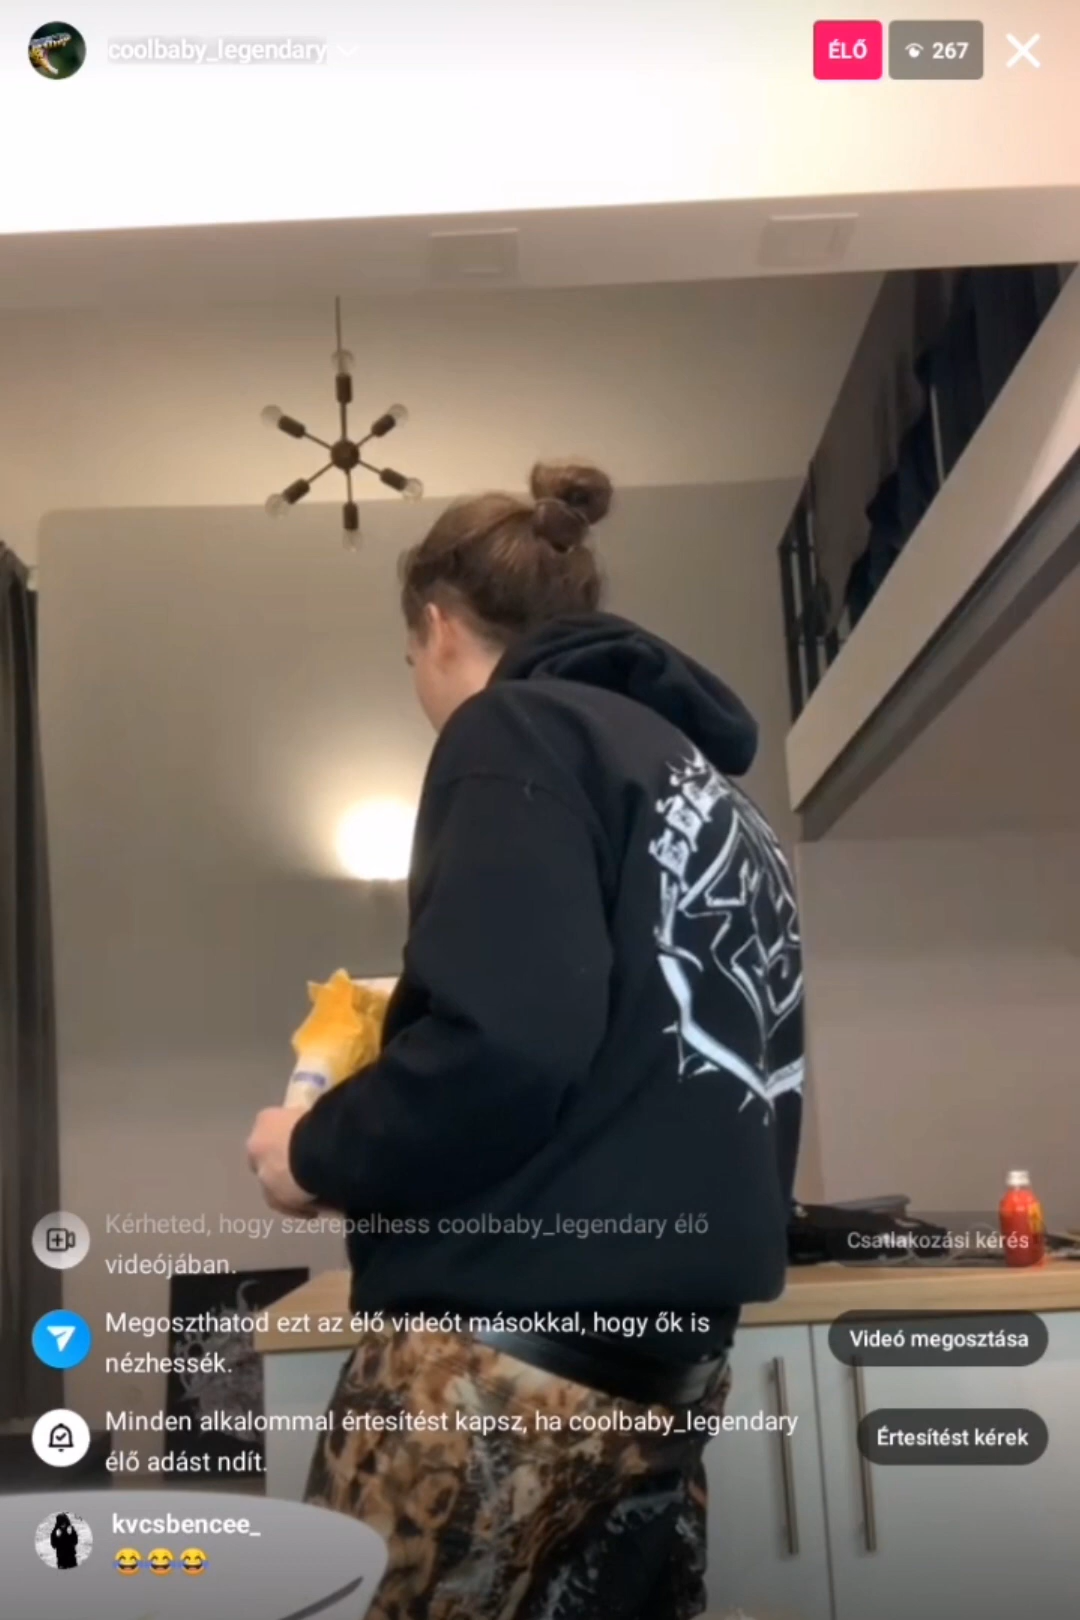 coolbaby_legendary
ÉLŐ
267
Kérheted, hogy szerepelhess coolbaby_legendary élő
videójában.
Csatlakozási kérés
Megoszthatod ezt az élő videót másokkal, hogy ők is
nézhessék.
Videó megosztása
Minden alkalommal értesítést kapsz, ha coolbaby_legendary
élő adást ndít.
Értesítést kérek
kvcsbencee_
😂😂😂